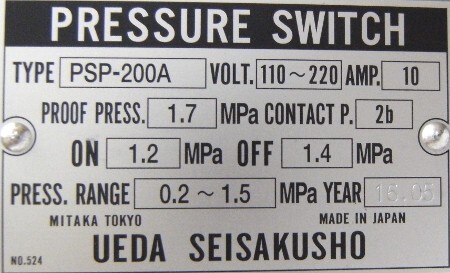 PRESSURE SWITCH
TYPE PSP-200A VOLT. 110~220 AMP. 10
PROOF PRESS. 1.7 MPa CONTACT P. 2b
ON 1.2 MPa OFF 1.4 MPa
PRESS. RANGE 0.2 ~ 1.5 MPa YEAR 15.05
MITAKA TOKYO MADE IN JAPAN
NO.524 UEDA SEISAKUSHO